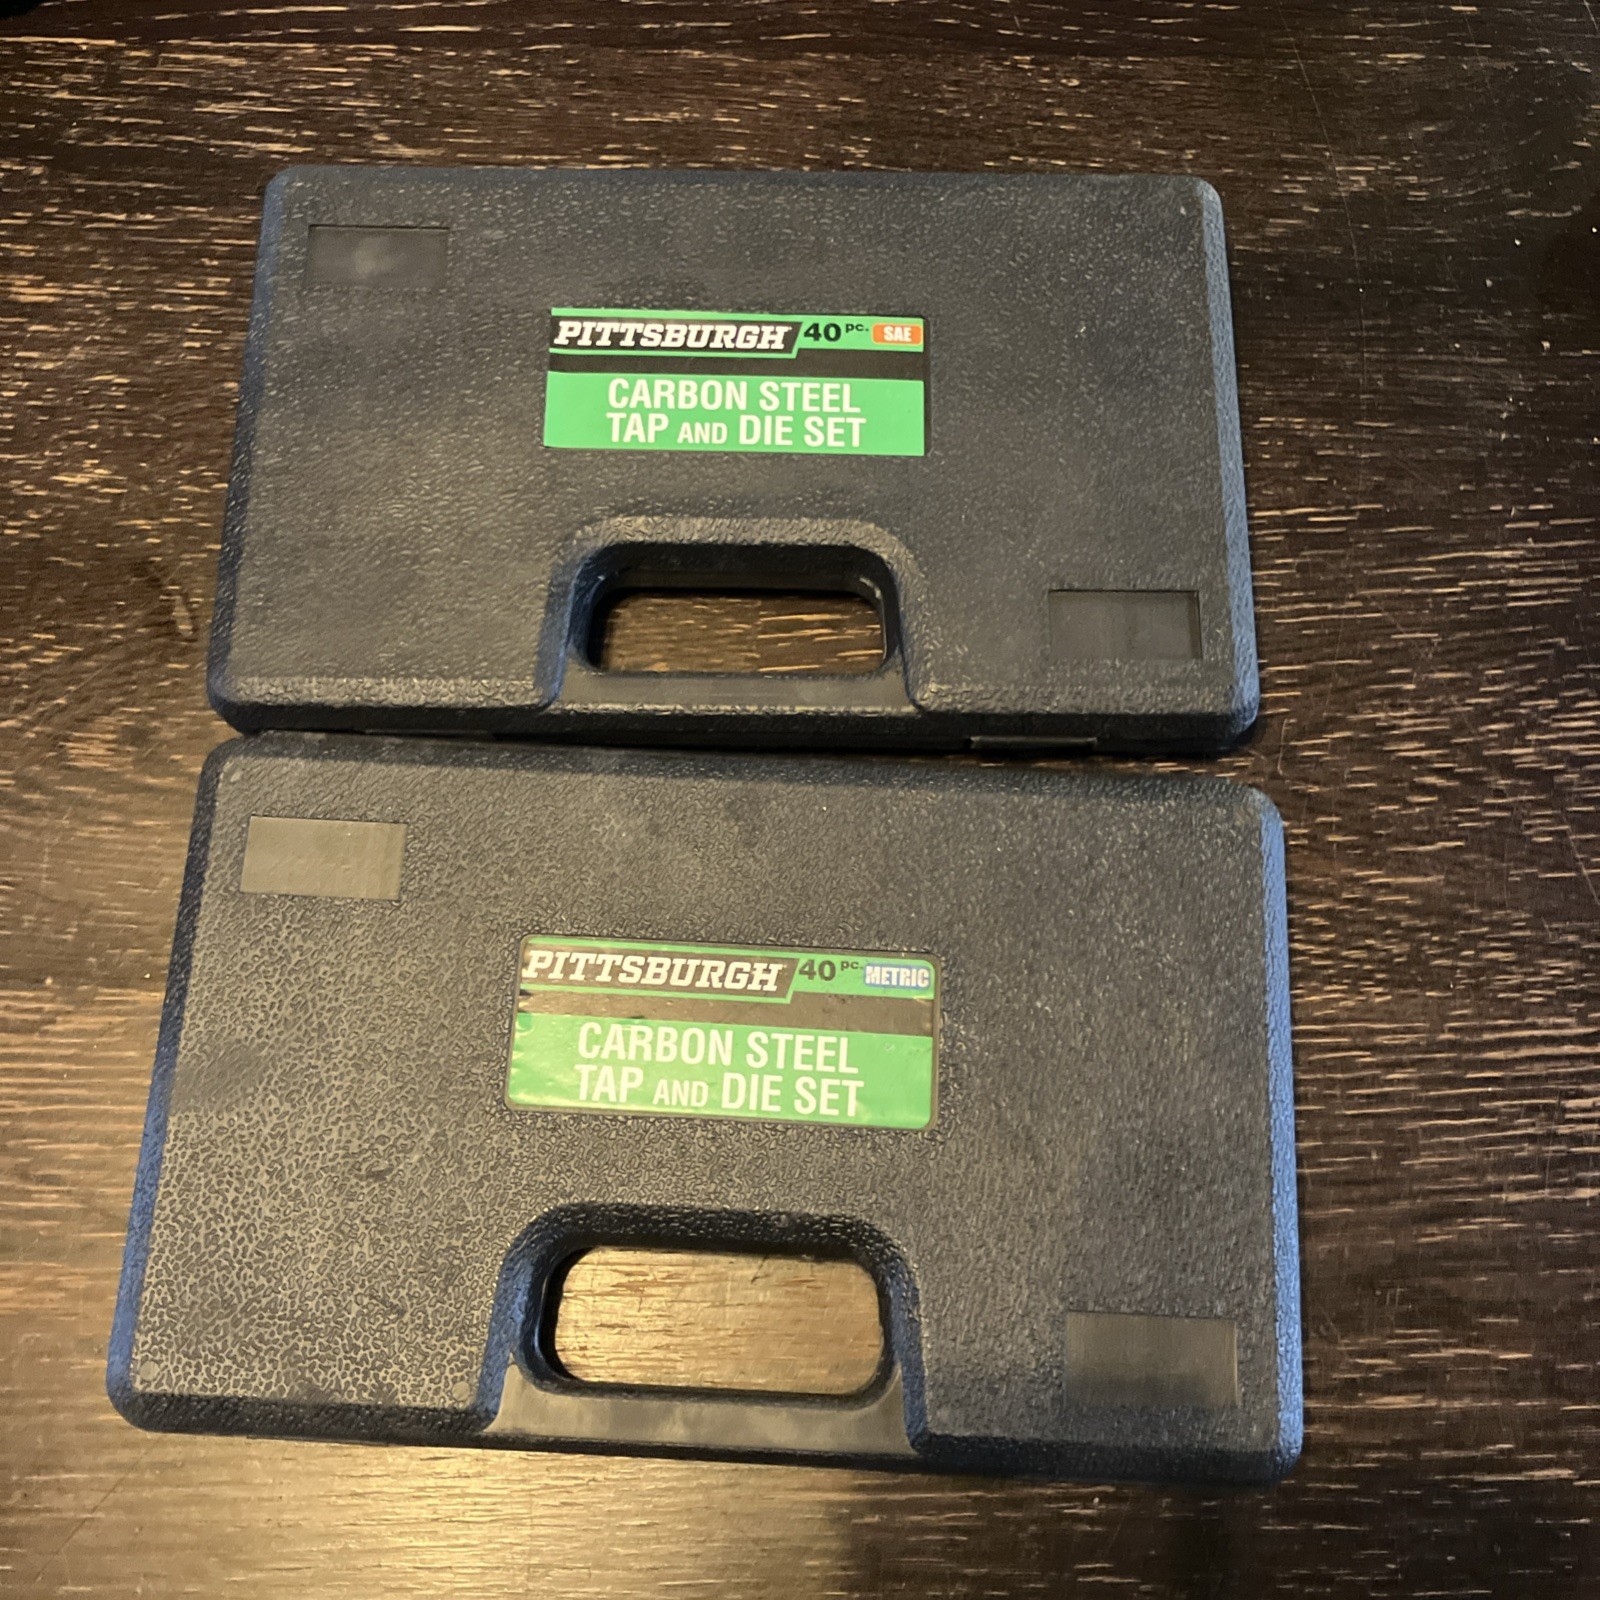 PITTSBURGH 40 pc. SAE
CARBON STEEL
TAP AND DIE SET
PITTSBURGH 40 pc. METRIC
CARBON STEEL
TAP AND DIE SET